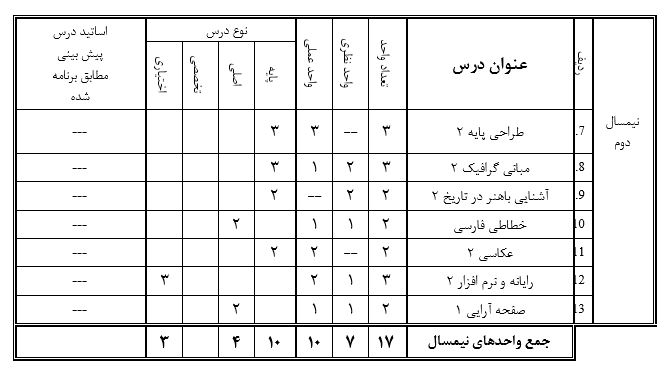 ردیف عنوان درس تعداد واحد واحد نظری واحد عملی نوع درس اساتید درس
پایه اصلی تخصصی اختیاری پیش بینی
مطابق برنامه
شده
نیمسال
دوم
7. طراحی پایه ۲ ۳ -- ۳ ۳ ---
8. مبانی گرافیک ۲ ۳ ۲ ۱ ۳ ---
9. آشنایی باهنر در تاریخ ۲ ۲ ۲ -- ۲ ---
10 خطاطی فارسی ۲ ۱ ۱ ۲ ---
11 عکاسی ۲ ۲ -- ۲ ۲ ---
12 رایانه و نرم افزار ۲ ۳ ۱ ۲ ۳ ---
13 صفحه آرایی ۱ ۲ ۱ ۱ ۲ ---
جمع واحدهای نیمسال ۱۷ ۷ ۱۰ ۱۰ ۴ ۳